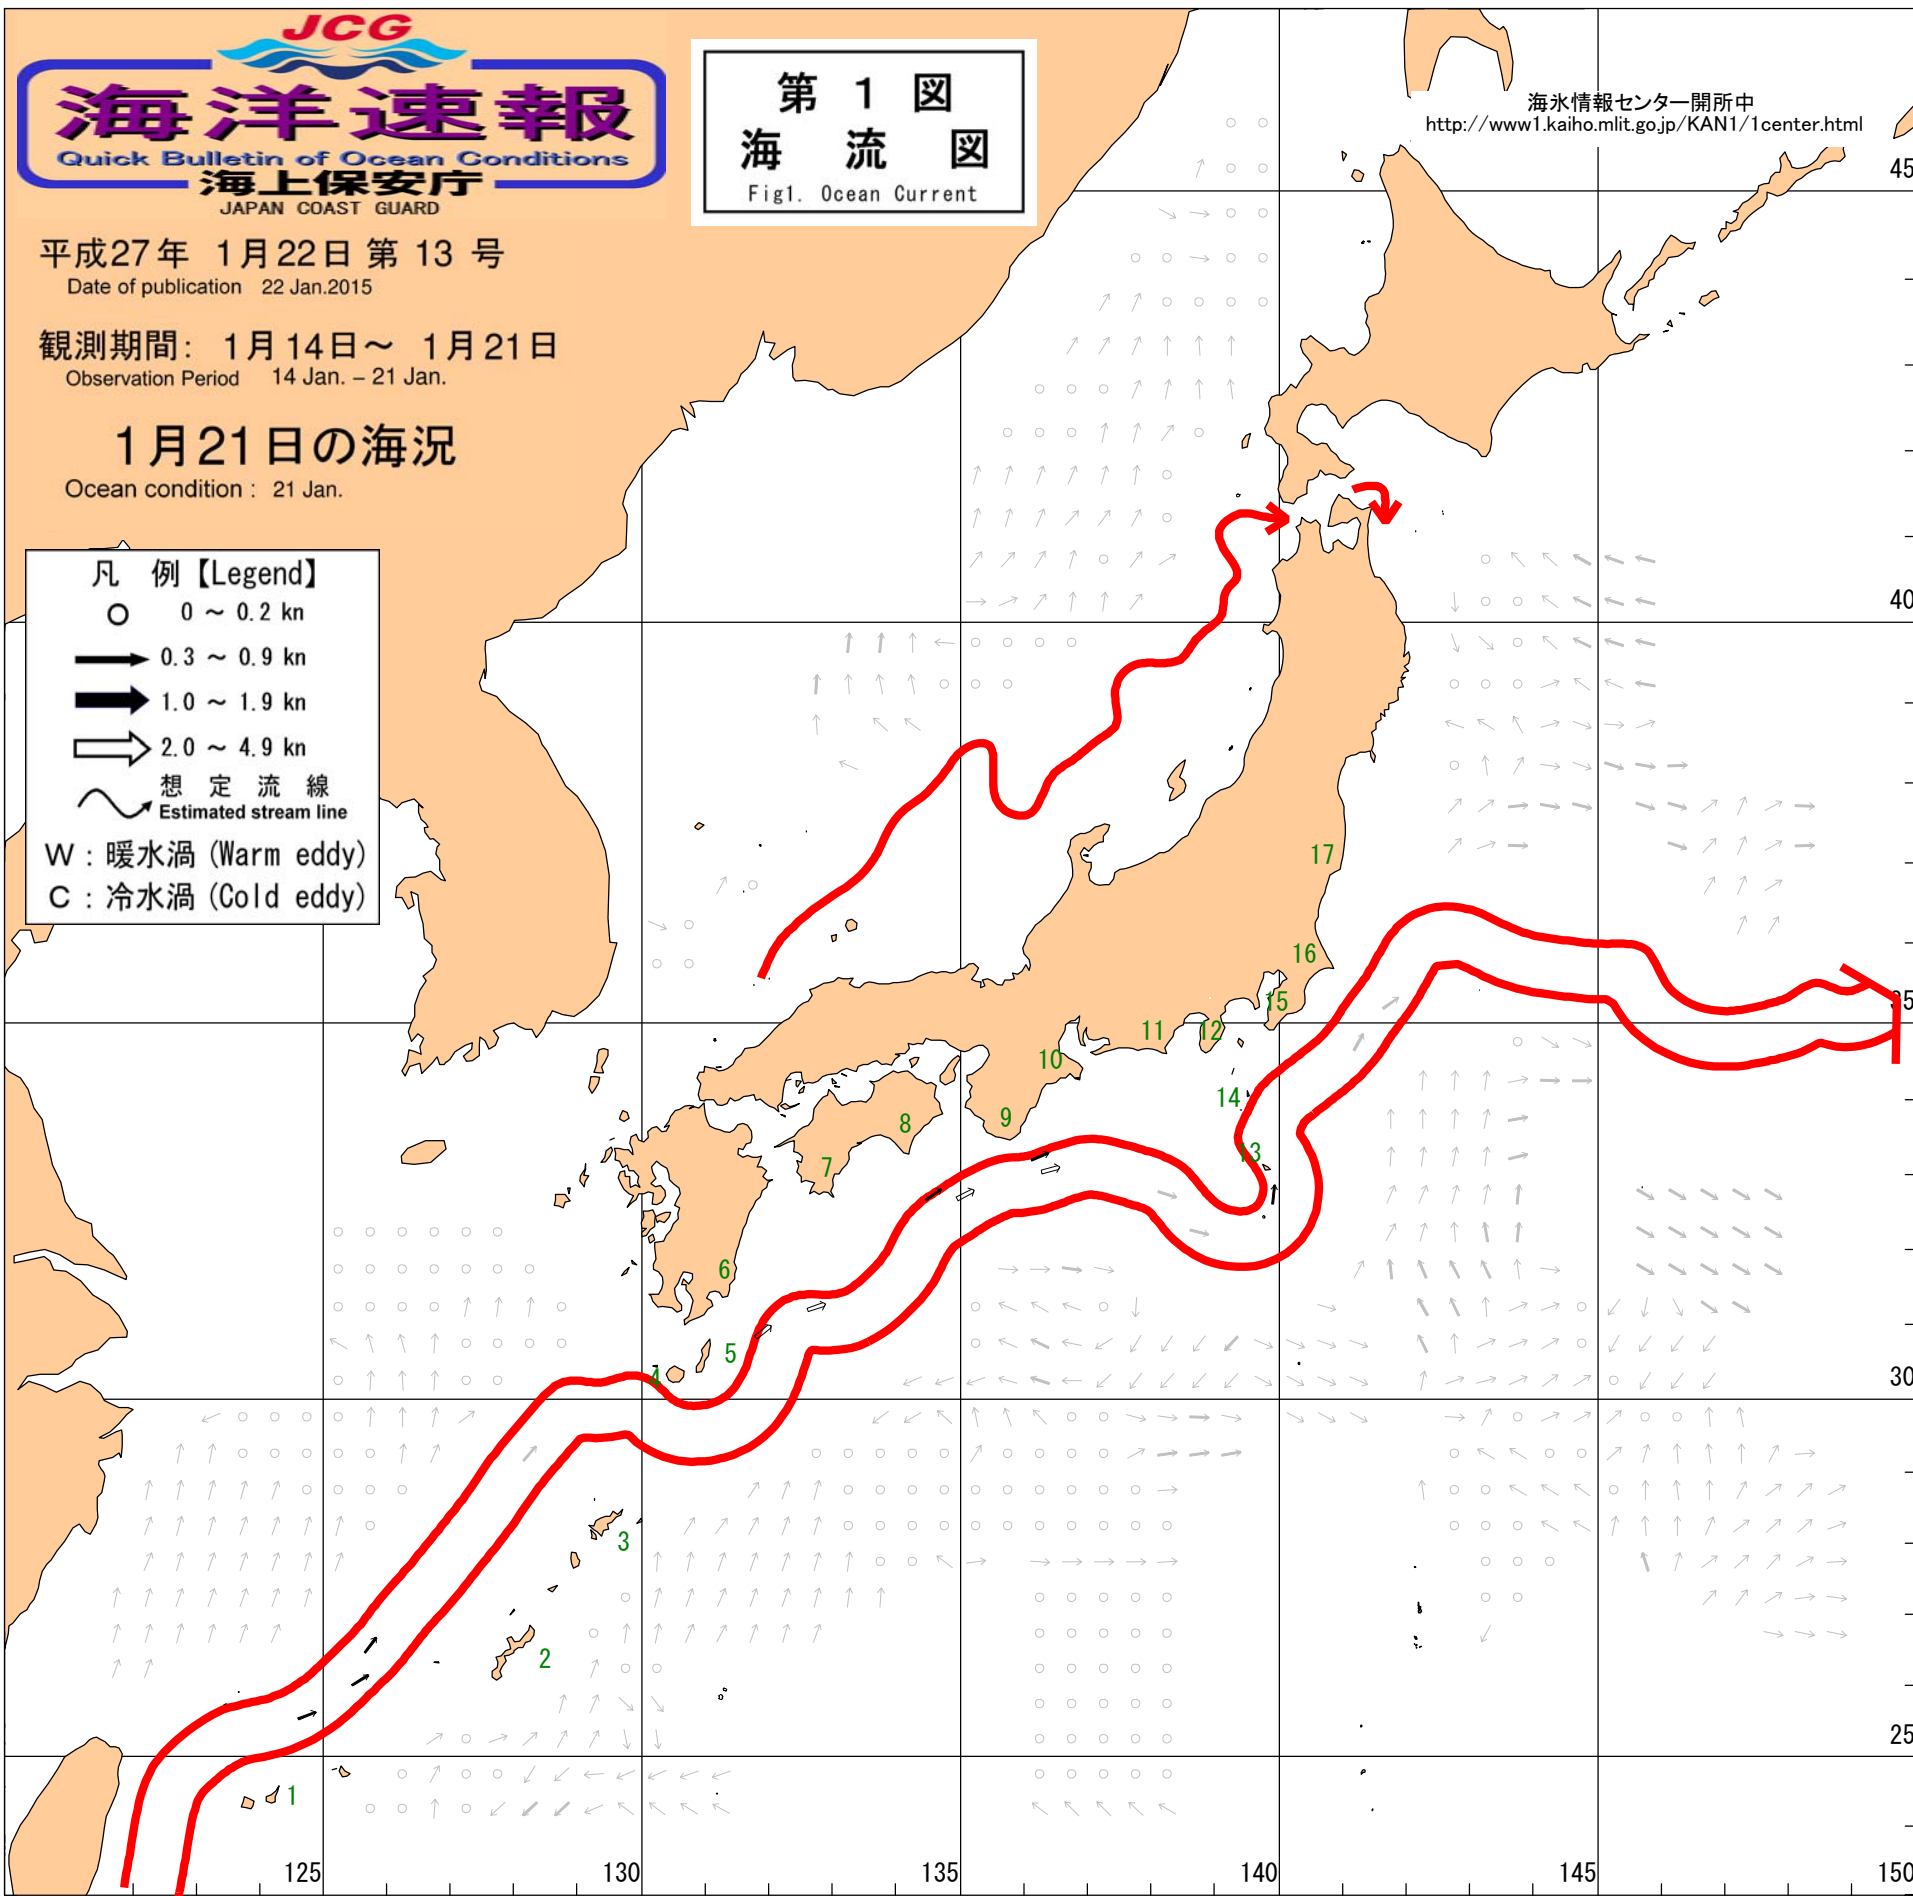 JCG
海洋速報
Quick Bulletin of Ocean Conditions
海上保安庁
JAPAN COAST GUARD
第 1 図
海 流 図
Fig1. Ocean Current
海氷情報センター開所中
http://www1.kaiho.mlit.go.jp/KAN1/1center.html
平成27年 1月22日 第 13 号
Date of publication 22 Jan.2015
観測期間: 1月14日～ 1月21日
Observation Period 14 Jan. – 21 Jan.
1月21日の海況
Ocean condition : 21 Jan.
凡 例【Legend】
0 ～ 0.2 kn
0.3 ～ 0.9 kn
1.0 ～ 1.9 kn
2.0 ～ 4.9 kn
想 定 流 線
Estimated stream line
W : 暖水渦 (Warm eddy)
C : 冷水渦 (Cold eddy)
45
40
35
30
25
17
16
15
12
11
10
14
13
9
8
7
6
5
4
3
2
1
125
130
135
140
145
150